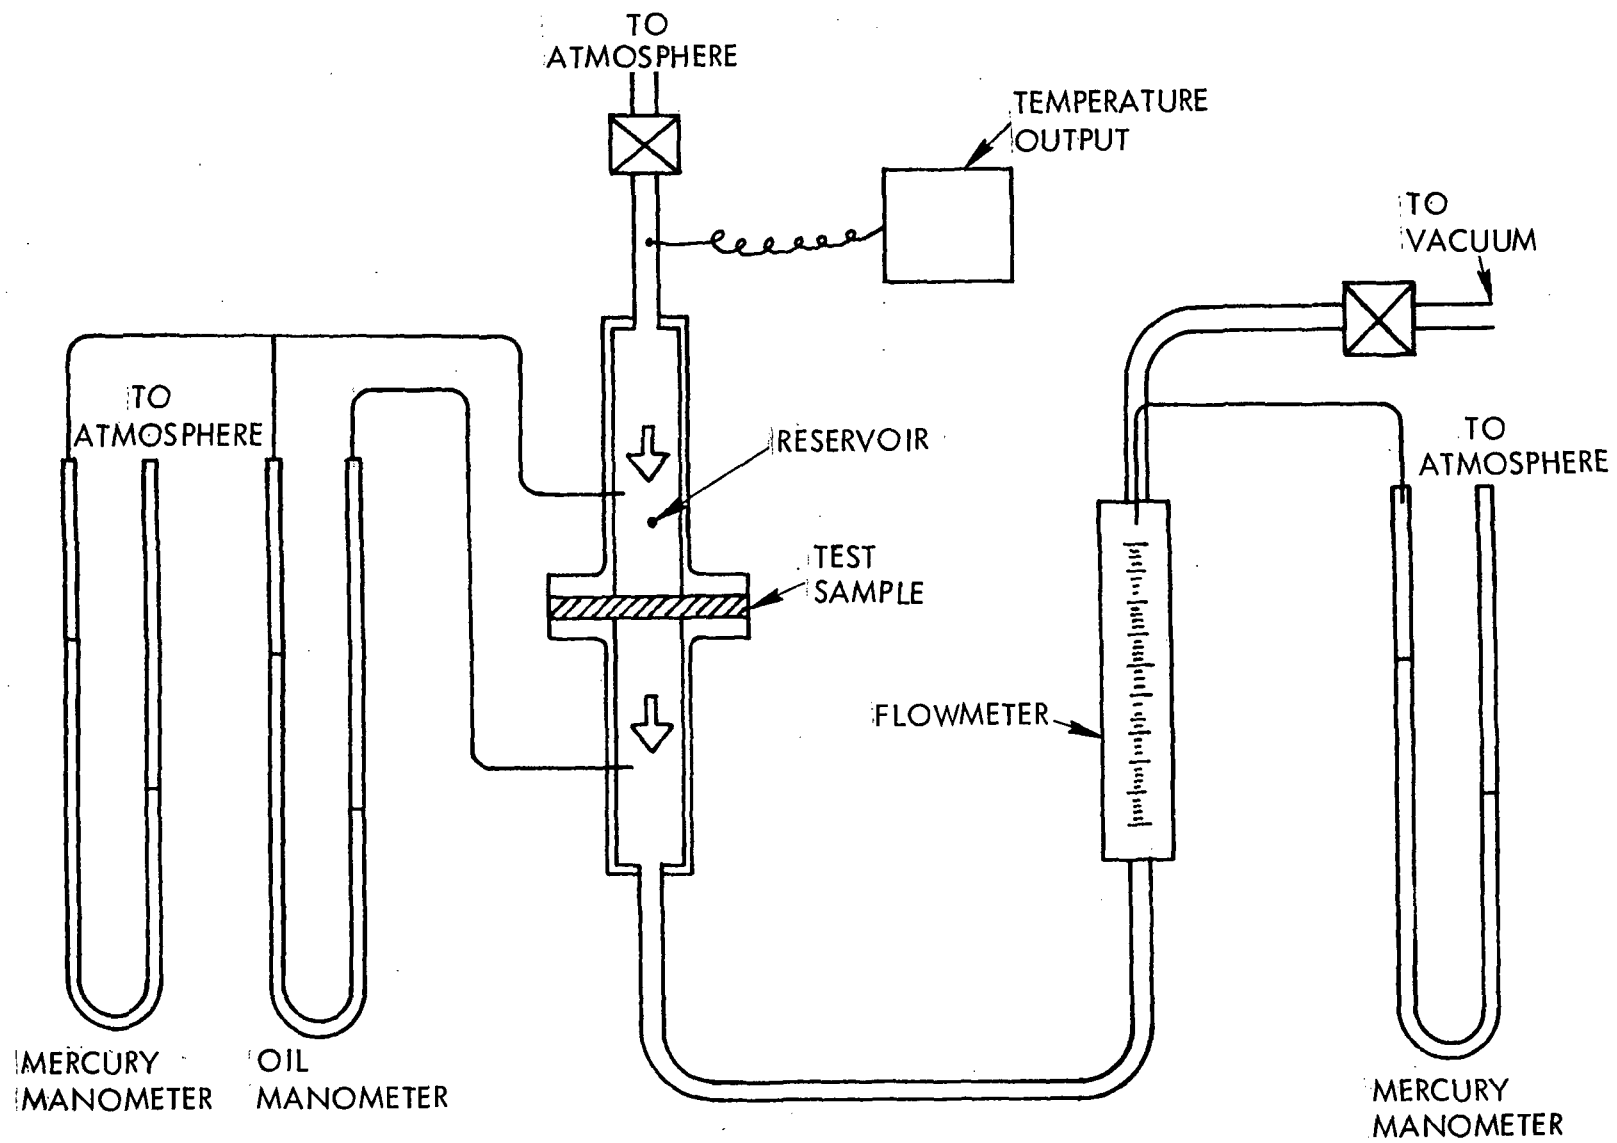 TO
ATMOSPHERE
TEMPERATURE
OUTPUT
TO
VACUUM
TO
ATMOSPHERE
RESERVOIR
TO
ATMOSPHERE
TEST
SAMPLE
FLOWMETER
MERCURY
MANOMETER
OIL
MANOMETER
MERCURY
MANOMETER